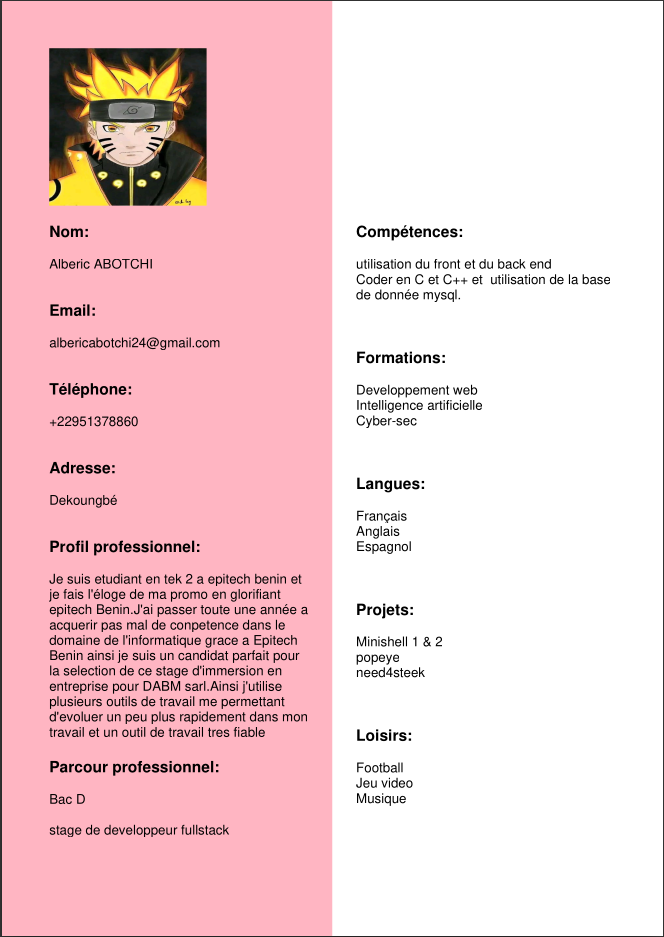 Nom:
Alberic ABOTCHI
Email:
albericabotchi24@gmail.com
Téléphone:
+22951378860
Adresse:
Dekoungbé
Profil professionnel:
Je suis etudiant en tek 2 a epitech benin et
je fais l'éloge de ma promo en glorifiant
epitech Benin.J'ai passer toute une année a
acquerir pas mal de conpetence dans le
domaine de l'informatique grace a Epitech
Benin ainsi je suis un candidat parfait pour
la selection de ce stage d'immersion en
entreprise pour DABM sarl.Ainsi j'utilise
plusieurs outils de travail me permettant
d'evoluer un peu plus rapidement dans mon
travail et un outil de travail tres fiable
Parcour professionnel:
Bac D
stage de developpeur fullstack
Compétences:
utilisation du front et du back end
Coder en C et C++ et  utilisation de la base
de donnée mysql.
Formations:
Developpement web
Intelligence artificielle
Cyber-sec
Langues:
Français
Anglais
Espagnol
Projets:
Minishell 1 & 2
popeye
need4steek
Loisirs:
Football
Jeu video
Musique